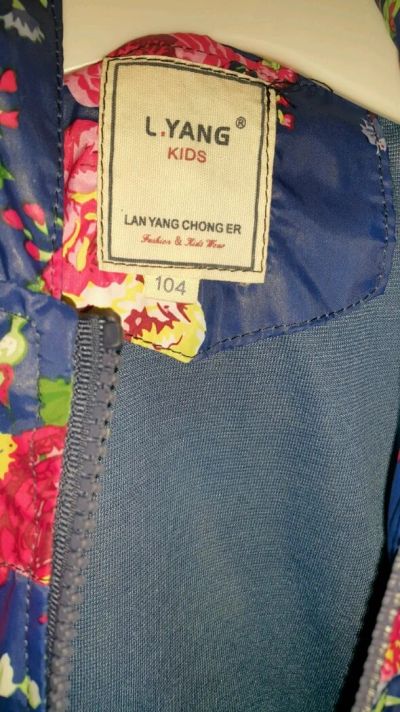 L.YANG®
KIDS
LAN YANG CHONG ER
Fashion & Kids Wear
104